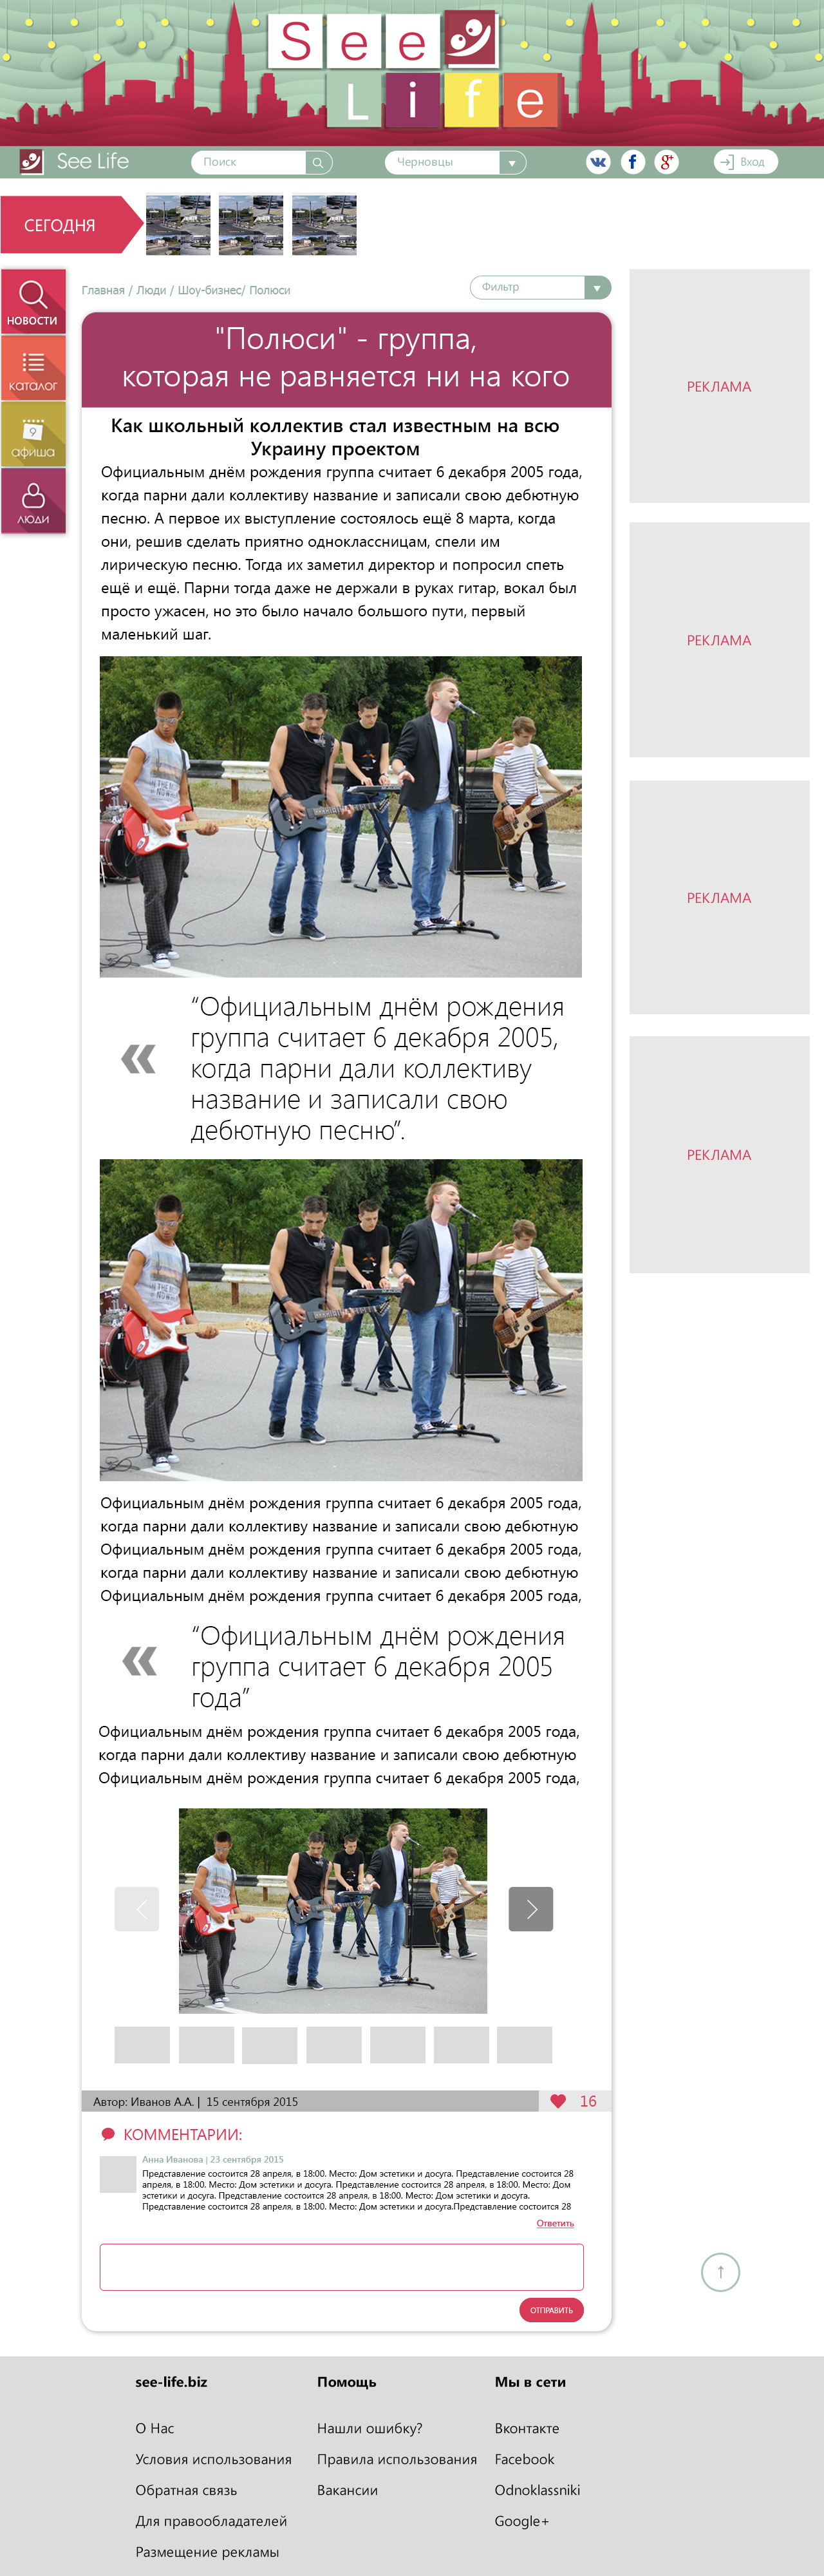 See
Life
See Life
Поиск
Черновцы
Вход
СЕГОДНЯ
Главная / Люди / Шоу-бизнес/ Полюси
Фильтр
НОВОСТИ
каталог
9
афиша
люди
"Полюси" - группа,
которая не равняется ни на кого
Как школьный коллектив стал известным на всю
Украину проектом
Официальным днём рождения группа считает 6 декабря 2005 года,
когда парни дали коллективу название и записали свою дебютную
песню. А первое их выступление состоялось ещё 8 марта, когда
они, решив сделать приятно одноклассницам, спели им
лирическую песню. Тогда их заметил директор и попросил спеть
ещё и ещё. Парни тогда даже не держали в руках гитар, вокал был
просто ужасен, но это было начало большого пути, первый
маленький шаг.
РЕКЛАМА
РЕКЛАМА
РЕКЛАМА
РЕКЛАМА
«
“Официальным днём рождения
группа считает 6 декабря 2005,
когда парни дали коллективу
название и записали свою
дебютную песню”.
Официальным днём рождения группа считает 6 декабря 2005 года,
когда парни дали коллективу название и записали свою дебютную
Официальным днём рождения группа считает 6 декабря 2005 года,
когда парни дали коллективу название и записали свою дебютную
Официальным днём рождения группа считает 6 декабря 2005 года,
«
“Официальным днём рождения
группа считает 6 декабря 2005
года”
Официальным днём рождения группа считает 6 декабря 2005 года,
когда парни дали коллективу название и записали свою дебютную
Официальным днём рождения группа считает 6 декабря 2005 года,
Автор: Иванов А.А. | 15 сентября 2015
16
КОММЕНТАРИИ:
Анна Иванова | 23 сентября 2015
Представление состоится 28 апреля, в 18:00. Место: Дом эстетики и досуга. Представление состоится 28
апреля, в 18:00. Место: Дом эстетики и досуга. Представление состоится 28 апреля, в 18:00. Место: Дом
эстетики и досуга. Представление состоится 28 апреля, в 18:00. Место: Дом эстетики и досуга.
Представление состоится 28 апреля, в 18:00. Место: Дом эстетики и досуга.Представление состоится 28
Ответить
ОТПРАВИТЬ
see-life.biz
О Нас
Условия использования
Обратная связь
Для правообладателей
Размещение рекламы
Помощь
Нашли ошибку?
Правила использования
Вакансии
Мы в сети
Вконтакте
Facebook
Odnoklassniki
Google+